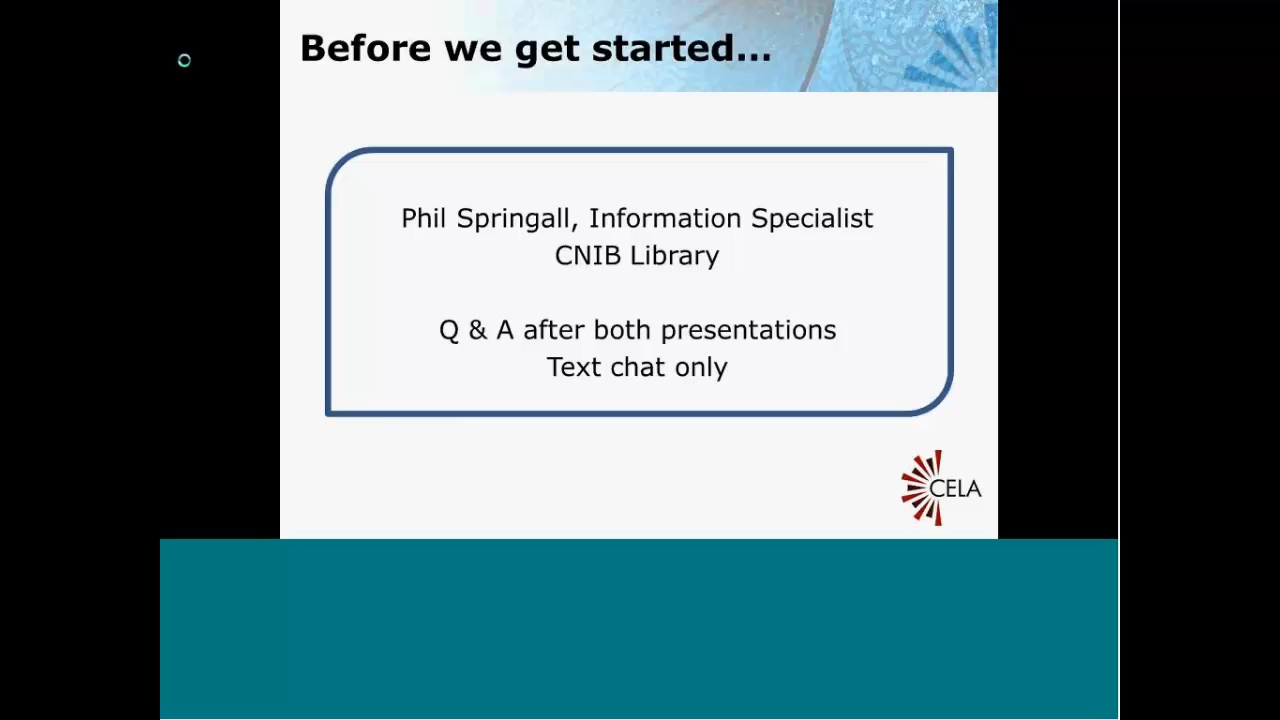 Before we get started...
Phil Springall, Information Specialist
CNIB Library
Q & A after both presentations
Text chat only
CELA